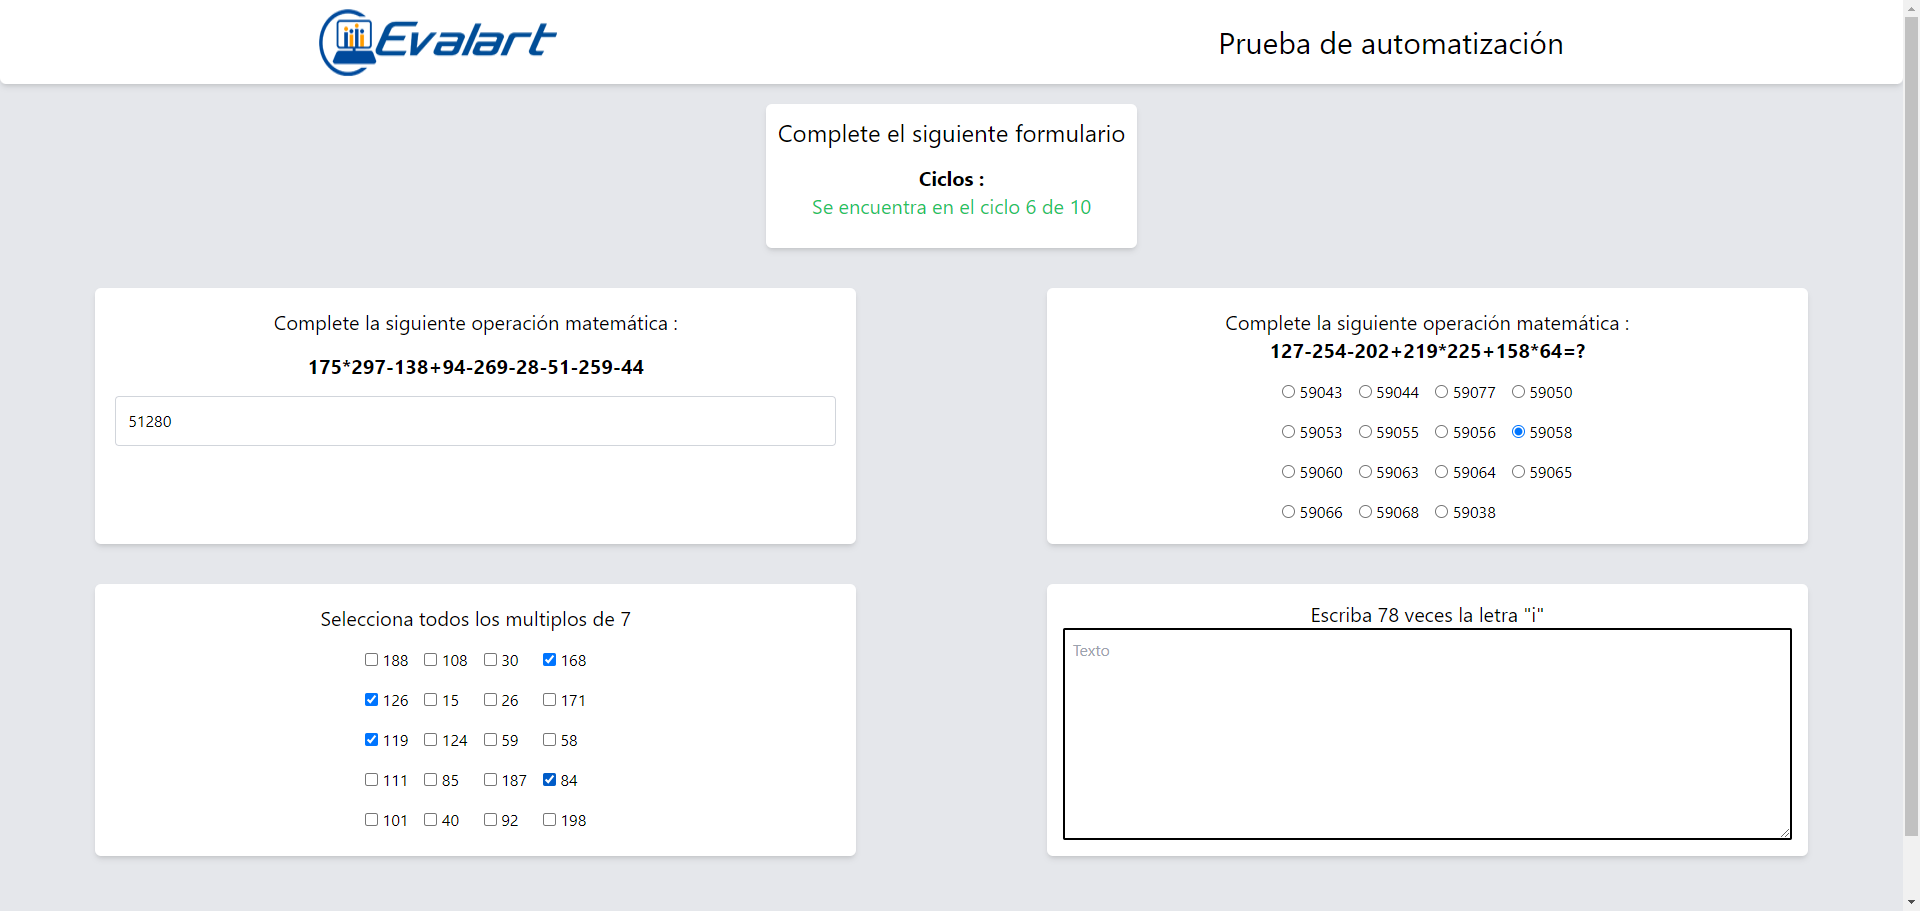 Evalart
Prueba de automatización
Complete el siguiente formulario
Ciclos :
Se encuentra en el ciclo 6 de 10
Complete la siguiente operación matemática :
175*297-138+94-269-28-51-259-44
51280
Complete la siguiente operación matemática :
127-254-202+219*225+158*64=?
59043 59044 59077 59050
59053 59055 59056 59058
59060 59063 59064 59065
59066 59068 59038
Selecciona todos los multiplos de 7
188 108 30 168
126 15 26 171
119 124 59 58
111 85 187 84
101 40 92 198
Escriba 78 veces la letra "i"
Texto